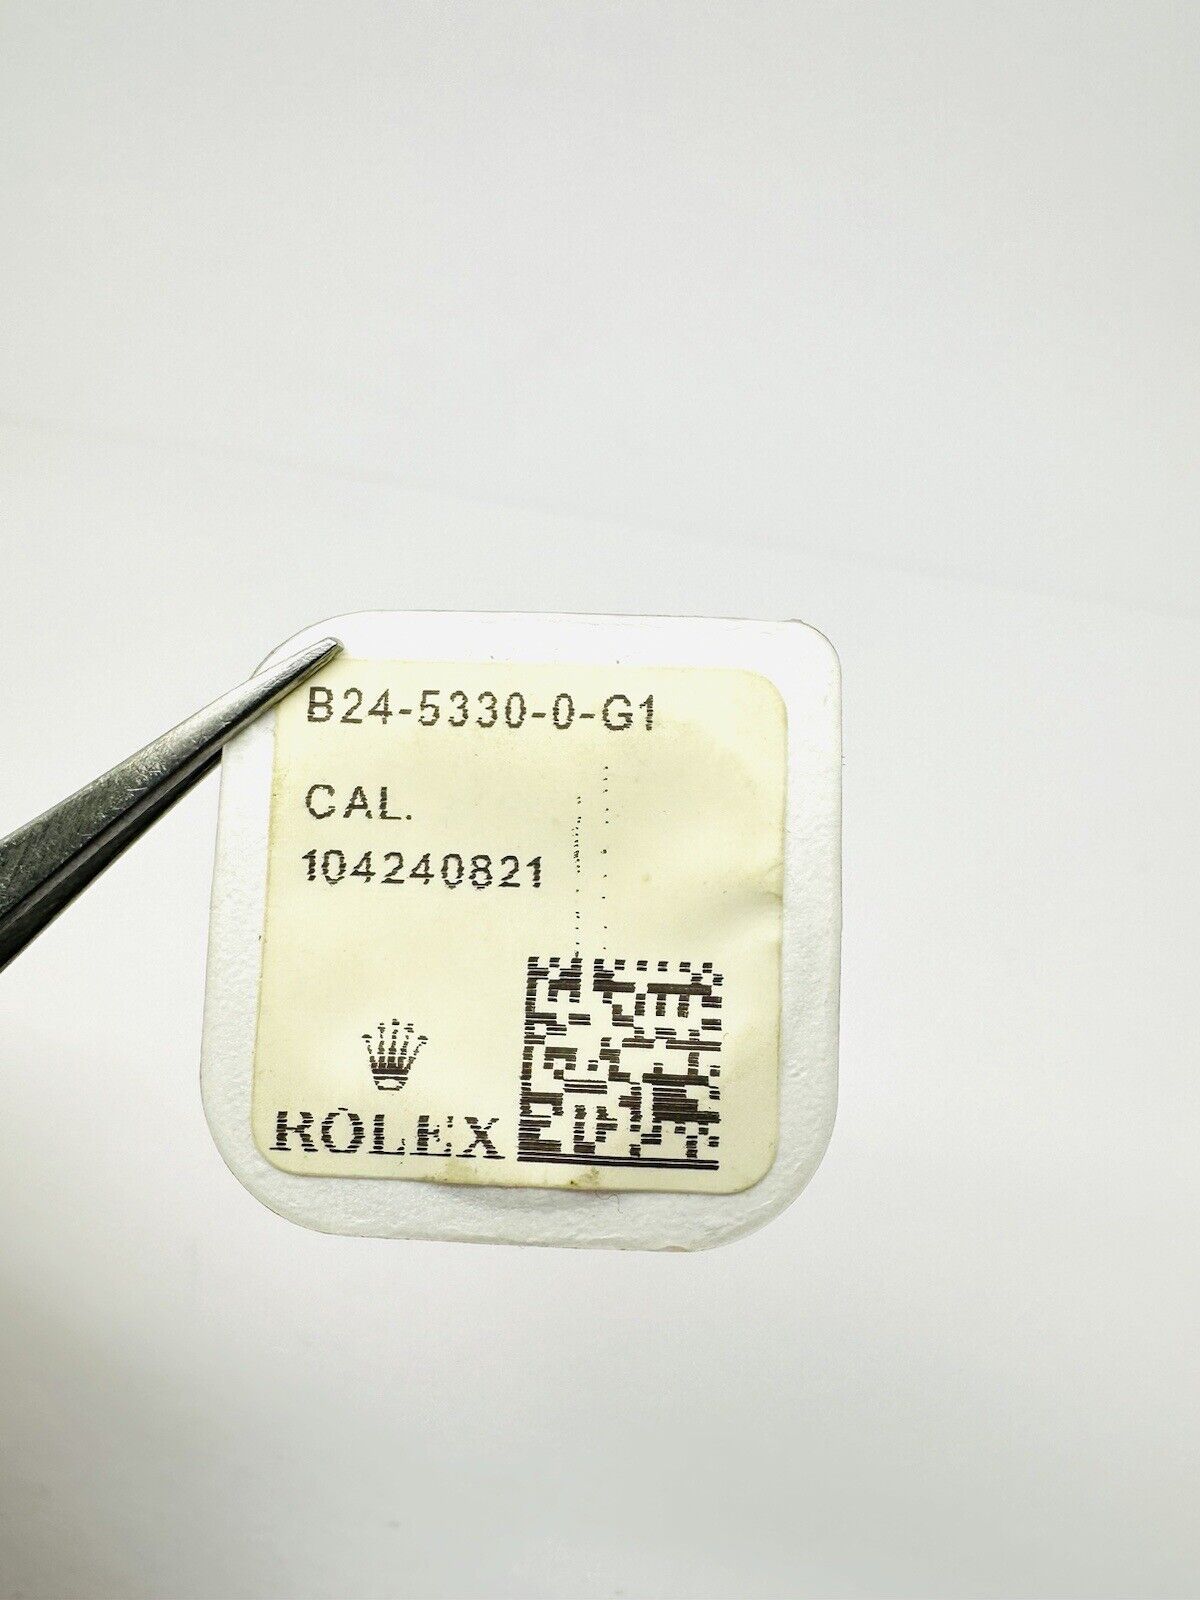 B24-5330-0-G1
CAL.
104240821
ROLEX